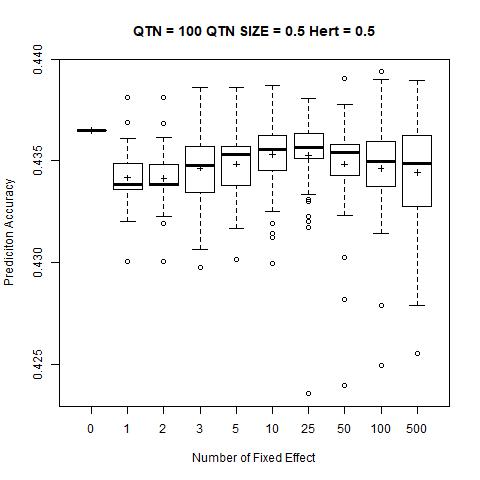 QTN = 100 QTN SIZE = 0.5 Hert = 0.5
0.440
0.435
0.430
0.425
Prediciton Accuracy
0 1 2 3 5 10 25 50 100 500
Number of Fixed Effect